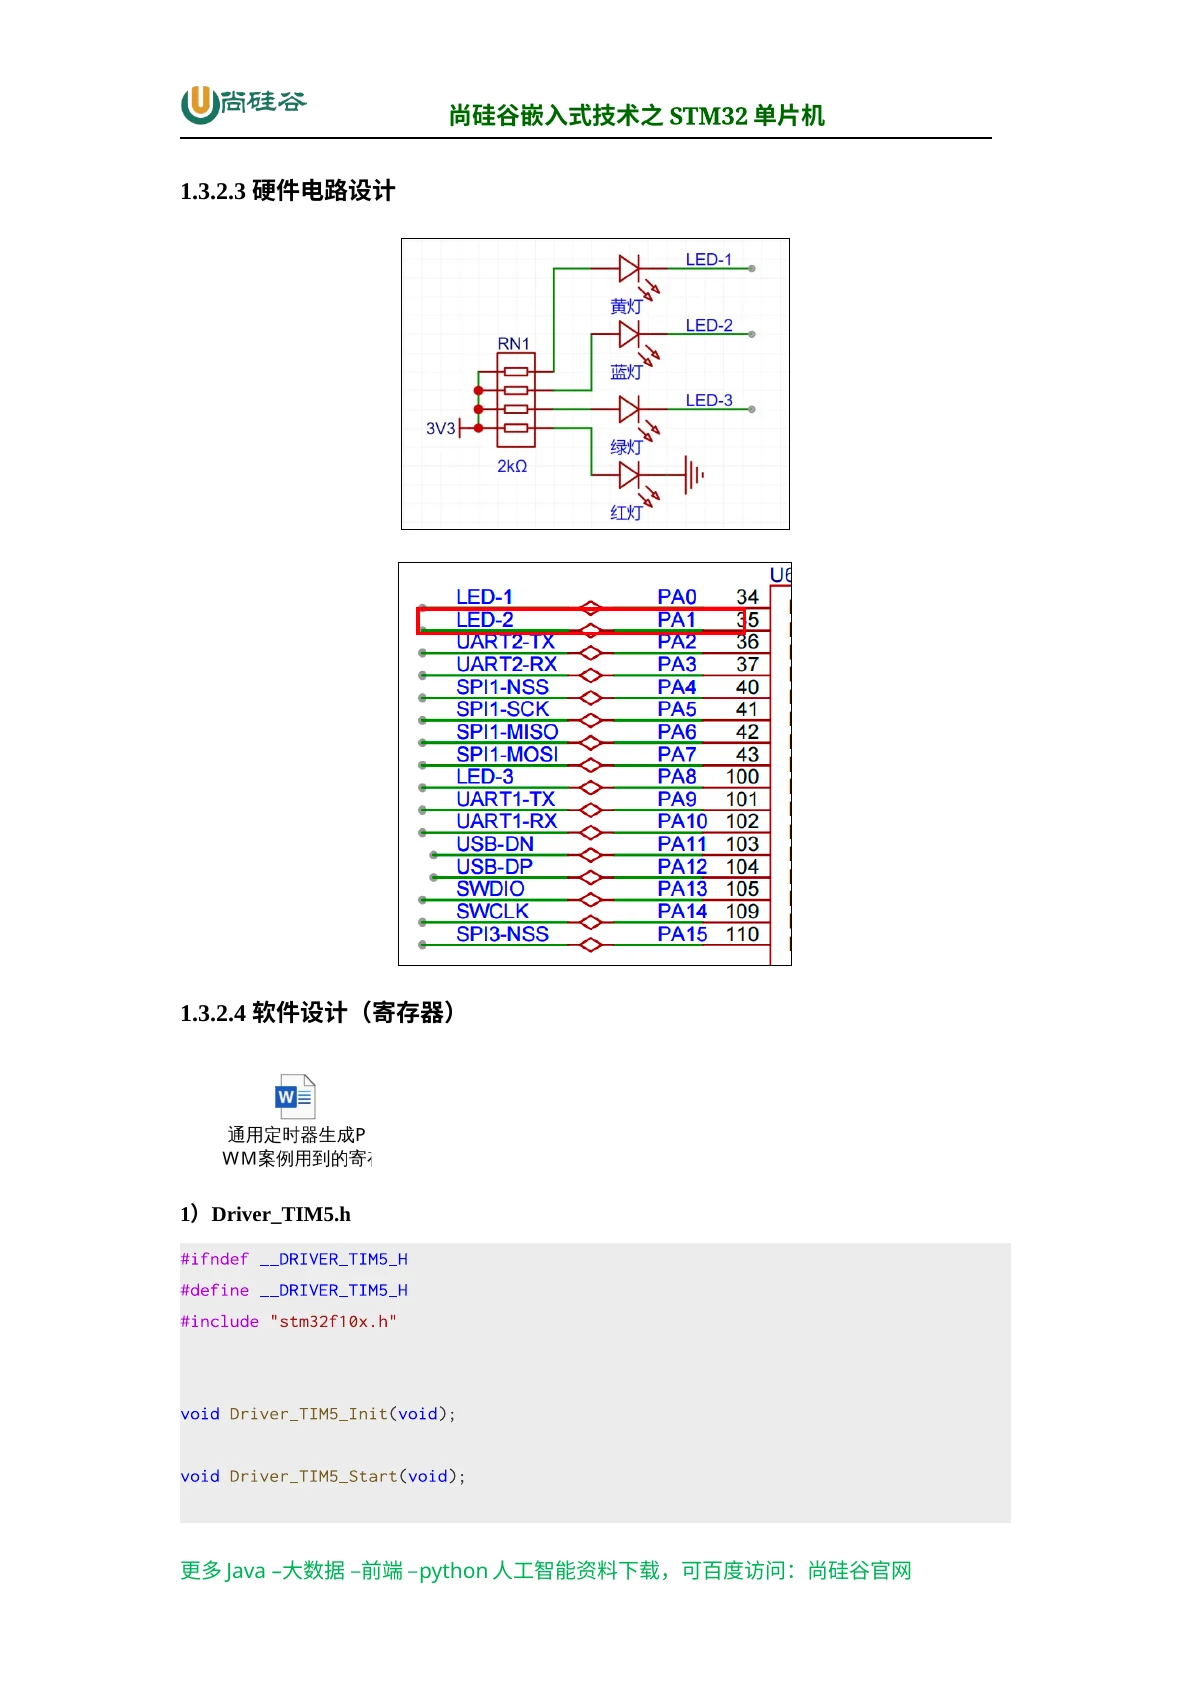 尚硅谷
尚硅谷嵌入式技术之 STM32 单片机
1.3.2.3 硬件电路设计
LED-1
黄灯
LED-2
RN1
蓝灯
LED-3
3V3
绿灯
2kΩ
红灯
U6
LED-1 PA0 34
LED-2 PA1 35
UART2-TX PA2 36
UART2-RX PA3 37
SPI1-NSS PA4 40
SPI1-SCK PA5 41
SPI1-MISO PA6 42
SPI1-MOSI PA7 43
LED-3 PA8 100
UART1-TX PA9 101
UART1-RX PA10 102
USB-DN PA11 103
USB-DP PA12 104
SWDIO PA13 105
SWCLK PA14 109
SPI3-NSS PA15 110
1.3.2.4 软件设计（寄存器）
W
通用定时器生成P
WM案例用到的寄
1）Driver_TIM5.h
#ifndef __DRIVER_TIM5_H
#define __DRIVER_TIM5_H
#include "stm32f10x.h"
void Driver_TIM5_Init(void);
void Driver_TIM5_Start(void);
更多 Java –大数据 –前端 –python 人工智能资料下载，可百度访问：尚硅谷官网